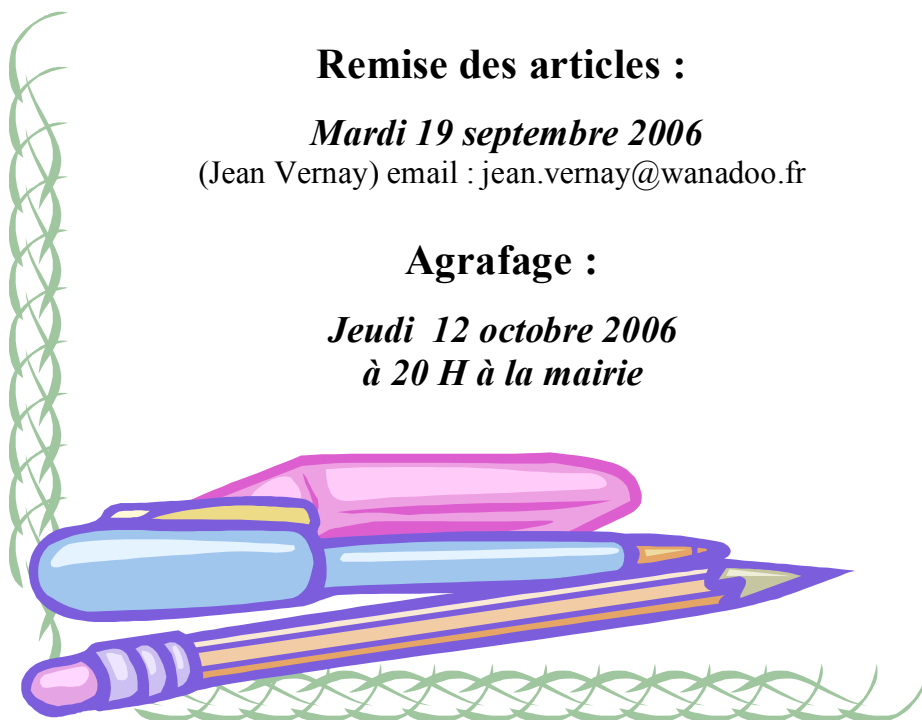 Remise des articles :
Mardi 19 septembre 2006
(Jean Vernay) email : jean.vernay@wanadoo.fr
Agrafage :
Jeudi  12 octobre 2006
à 20 H à la mairie